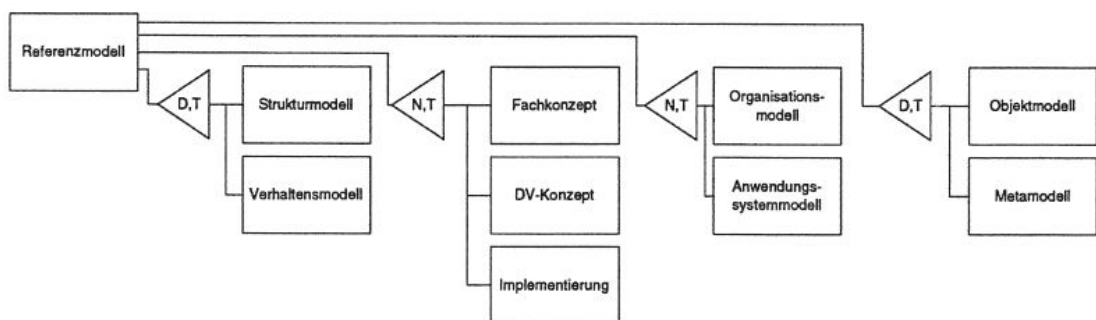 Referenzmodell
D,T
Strukturmodell
Verhaltensmodell
N,T
Fachkonzept
DV-Konzept
Implementierung
N,T
Organisations-
modell
Anwendungs-
systemmodell
D,T
Objektmodell
Metamodell